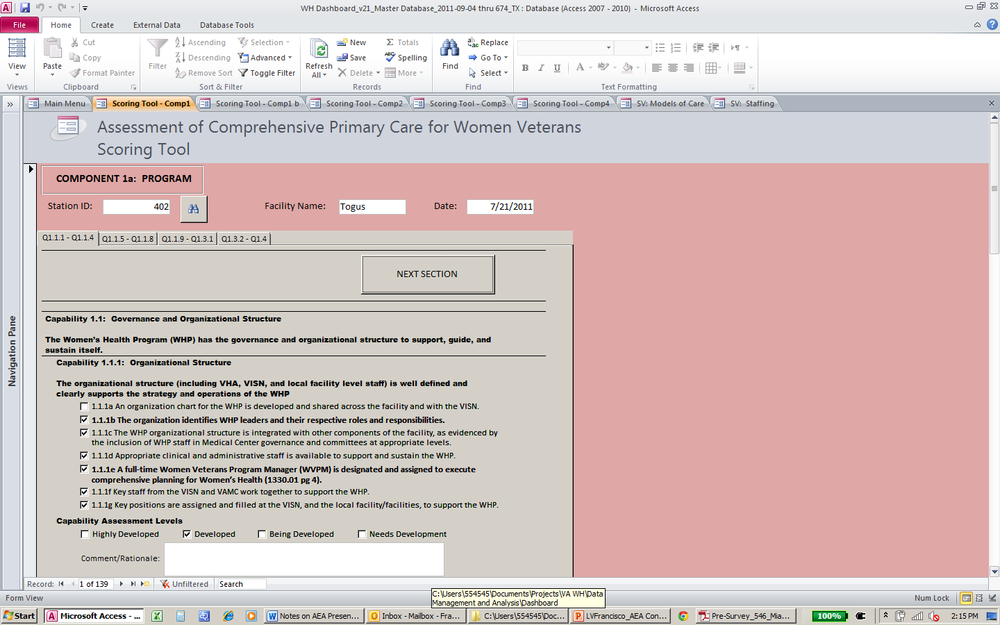 WH Dashboard_v21_Master Database_2011-09-04 thru 674_TX : Database (Access 2007 - 2010) - Microsoft Access
File Home Create External Data Database Tools
View
Views
Paste
Cut
Copy
Format Painter
Clipboard
Filter
Ascending
Descending
Remove Sort
Selection
Advanced
Toggle Filter
Sort & Filter
Refresh
All
New
Save
Delete
Totals
Spelling
More
Records
Find
Replace
Go To
Select
Find
B I U A
Text Formatting
Main Menu Scoring Tool - Comp1 Scoring Tool - Comp1 b Scoring Tool - Comp2 Scoring Tool - Comp3 Scoring Tool - Comp4 SV: Models of Care SV: Staffing
Navigation Pane
Assessment of Comprehensive Primary Care for Women Veterans
Scoring Tool
COMPONENT 1a: PROGRAM
Station ID: 402 Facility Name: Togus Date: 7/21/2011
Q1.1.1 - Q1.1.4 Q1.1.5 - Q1.1.8 Q1.1.9 - Q1.3.1 Q1.3.2 - Q1.4
NEXT SECTION
Capability 1.1: Governance and Organizational Structure
The Women's Health Program (WHP) has the governance and organizational structure to support, guide, and
sustain itself.
Capability 1.1.1: Organizational Structure
The organizational structure (including VHA, VISN, and local facility level staff) is well defined and
clearly supports the strategy and operations of the WHP
1.1.1a An organization chart for the WHP is developed and shared across the facility and with the VISN.
1.1.1b The organization identifies WHP leaders and their respective roles and responsibilities.
1.1.1c The WHP organizational structure is integrated with other components of the facility, as evidenced by
the inclusion of WHP staff in Medical Center governance and committees at appropriate levels.
1.1.1d Appropriate clinical and administrative staff is available to support and sustain the WHP.
1.1.1e A full-time Women Veterans Program Manager (WVPM) is designated and assigned to execute
comprehensive planning for Women's Health (1330.01 pg 4).
1.1.1f Key staff from the VISN and VAMC work together to support the WHP.
1.1.1g Key positions are assigned and filled at the VISN, and the local facility/facilities, to support the WHP.
Capability Assessment Levels
Highly Developed Developed Being Developed Needs Development
Comment/Rationale:
Record: 1 of 139 Unfiltered Search
Form View Num Lock
C:\Users\554545\Documents\Projects\VA WH\Data
Management and Analysis\Dashboard
Start Microsoft Access - ... Notes on AEA Presen... Inbox - Mailbox - Fra... C:\Users\554545\Doc... LVFrancisco_AEA Con... Pre-Survey_546_Mia... 100% 2:15 PM